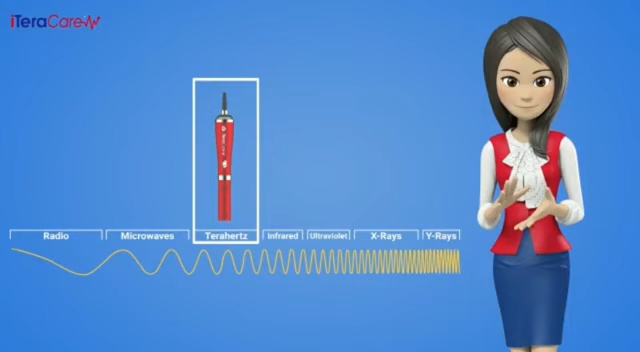 iTeraCare
Radio
Microwaves
Terahertz
Infrared
Ultraviolet
X-Rays
Y-Rays